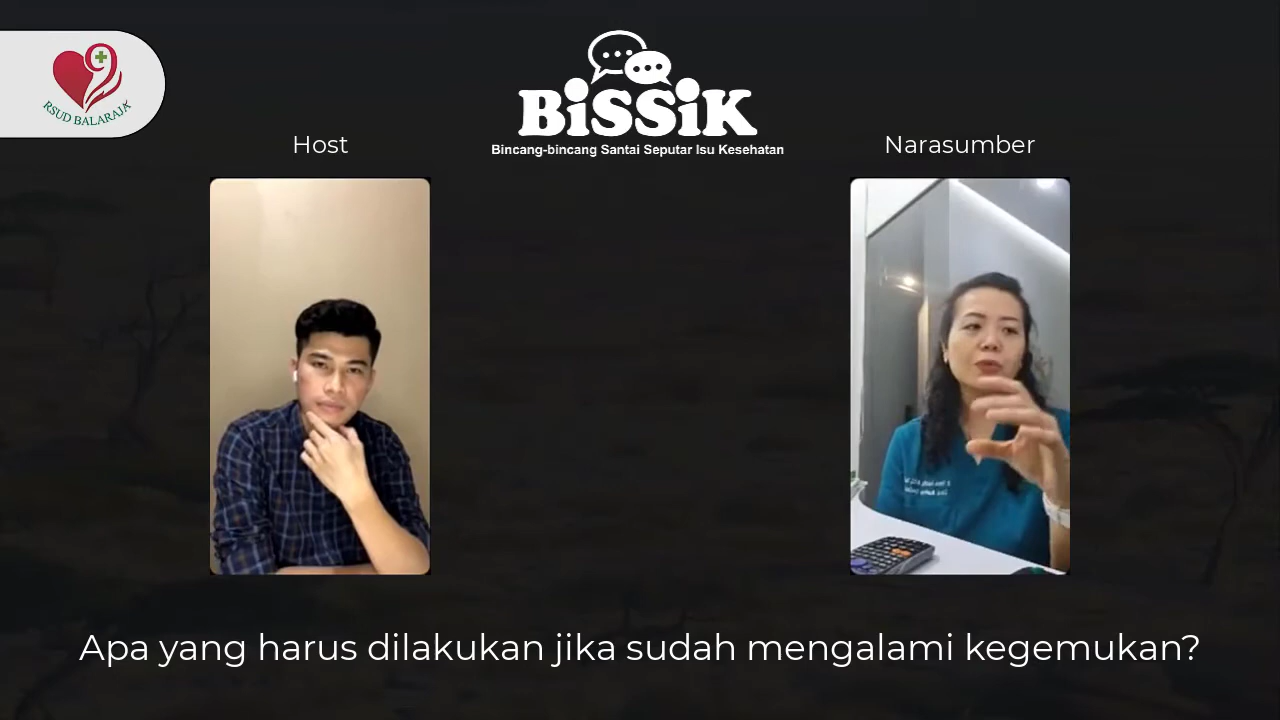 RSUD BALARAJA
BiSSiK
Bincang-bincang Santai Seputar Isu Kesehatan
Host
Narasumber
Apa yang harus dilakukan jika sudah mengalami kegemukan?